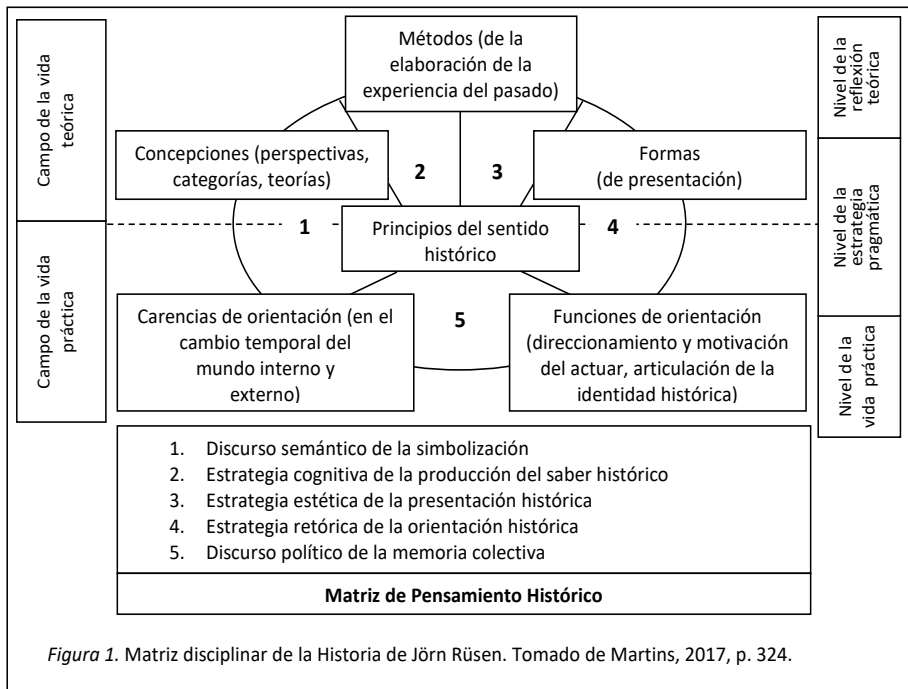 Campo de la vida
teórica
Campo de la vida
práctica
Métodos (de la
elaboración de la
experiencia del pasado)
Concepciones (perspectivas,
categorías, teorías)
2
3
Formas
(de presentación)
1
Principios del sentido
histórico
4
Carencias de orientación (en el
cambio temporal del
mundo interno y
externo)
5
Funciones de orientación
(direccionamiento y motivación
del actuar, articulación de la
identidad histórica)
Nivel de la
reflexión
teórica
Nivel de la
estrategia
pragmática
Nivel de la
vida práctica
1. Discurso semántico de la simbolización
2. Estrategia cognitiva de la producción del saber histórico
3. Estrategia estética de la presentación histórica
4. Estrategia retórica de la orientación histórica
5. Discurso político de la memoria colectiva
Matriz de Pensamiento Histórico
Figura 1. Matriz disciplinar de la Historia de Jörn Rüsen. Tomado de Martins, 2017, p. 324.